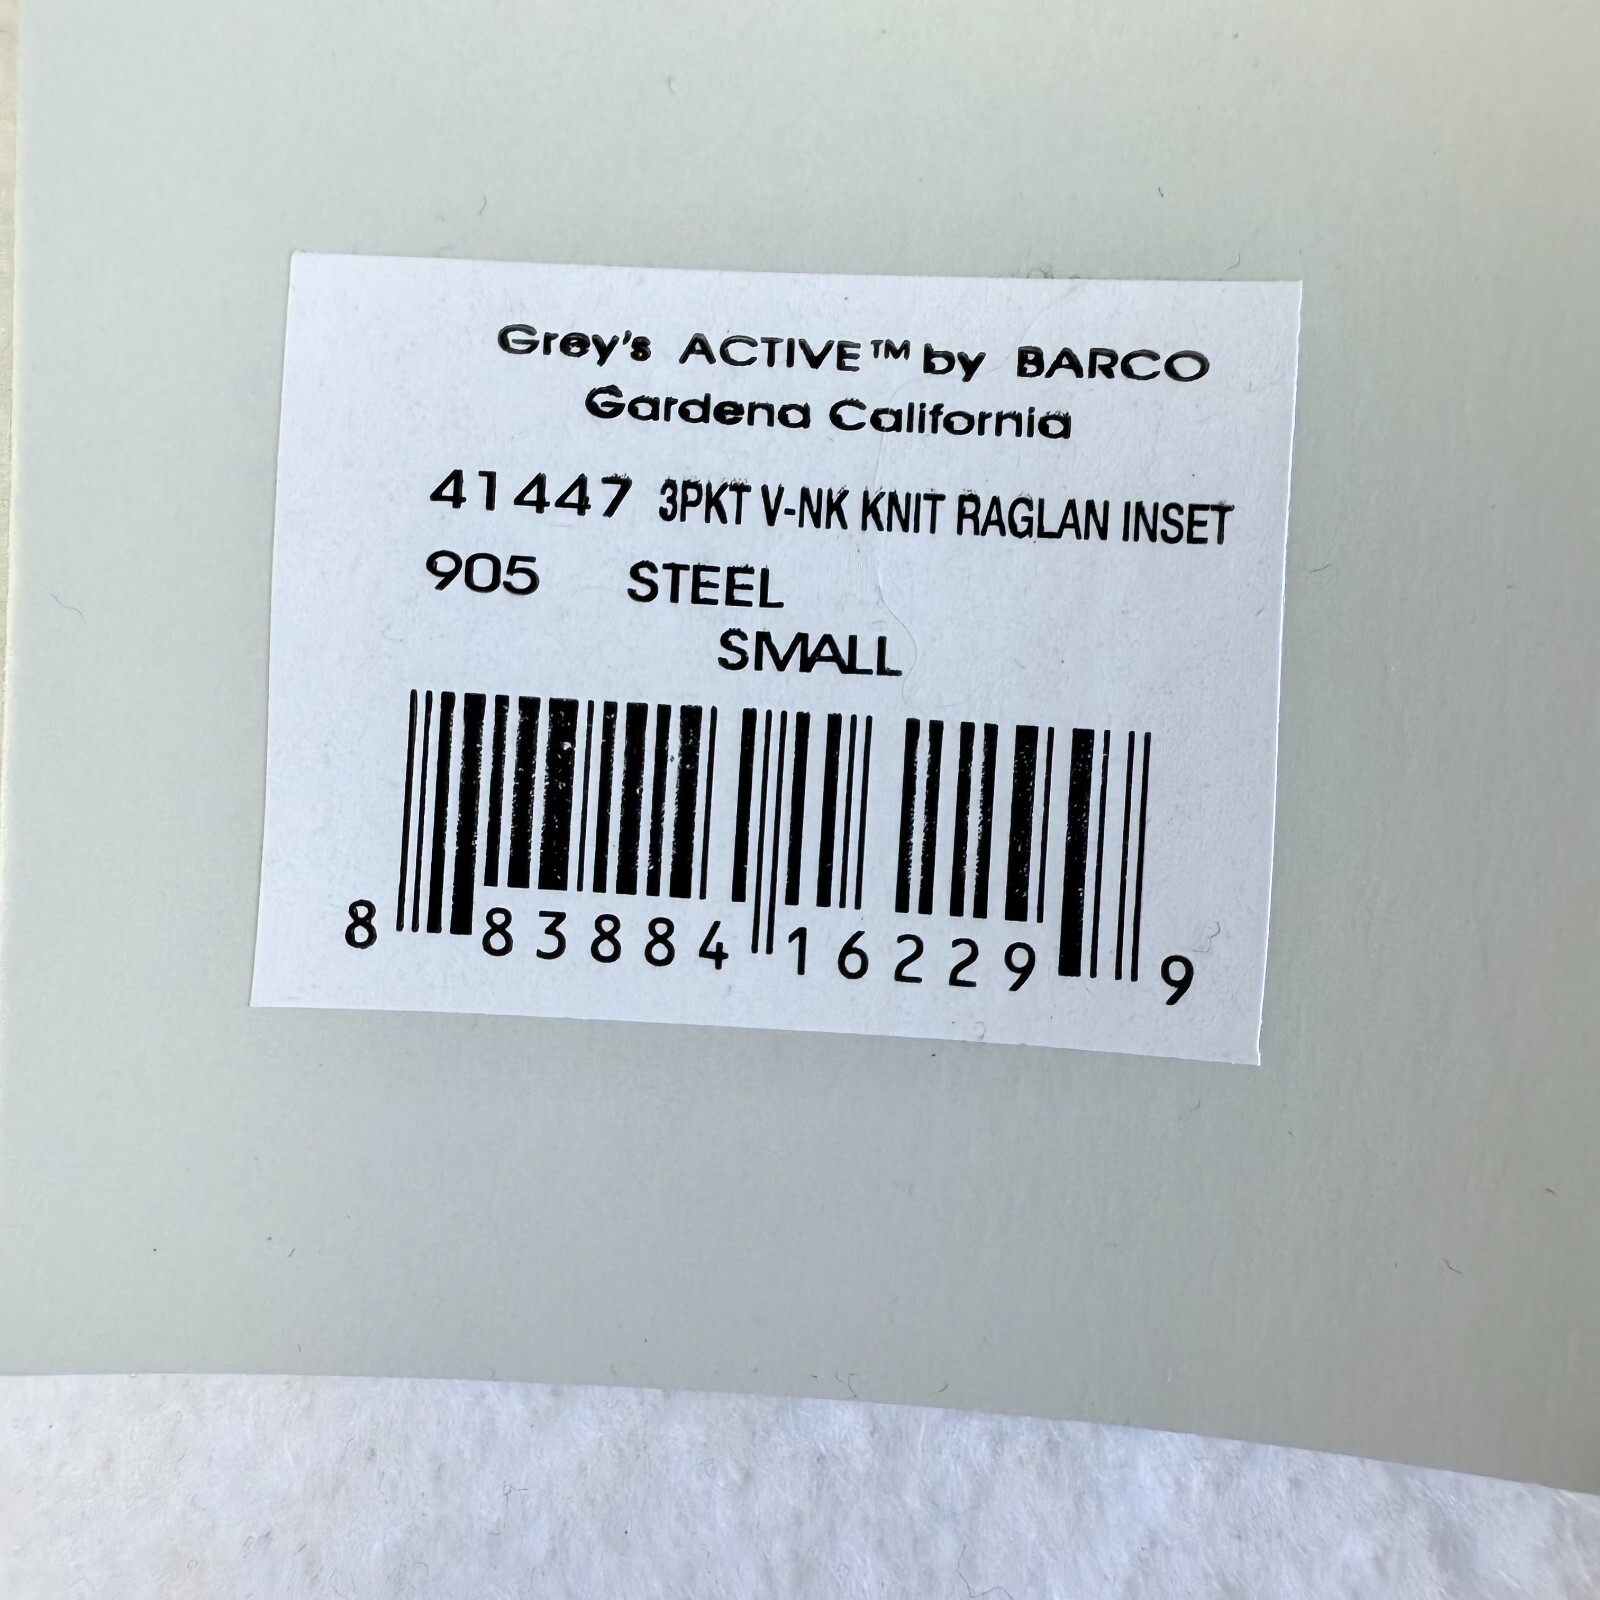 Grey's ACTIVE™ by BARCO
Gardena California
41447 3PKT V-NK KNIT RAGLAN INSET
905 STEEL
SMALL
8 83884 16229 9